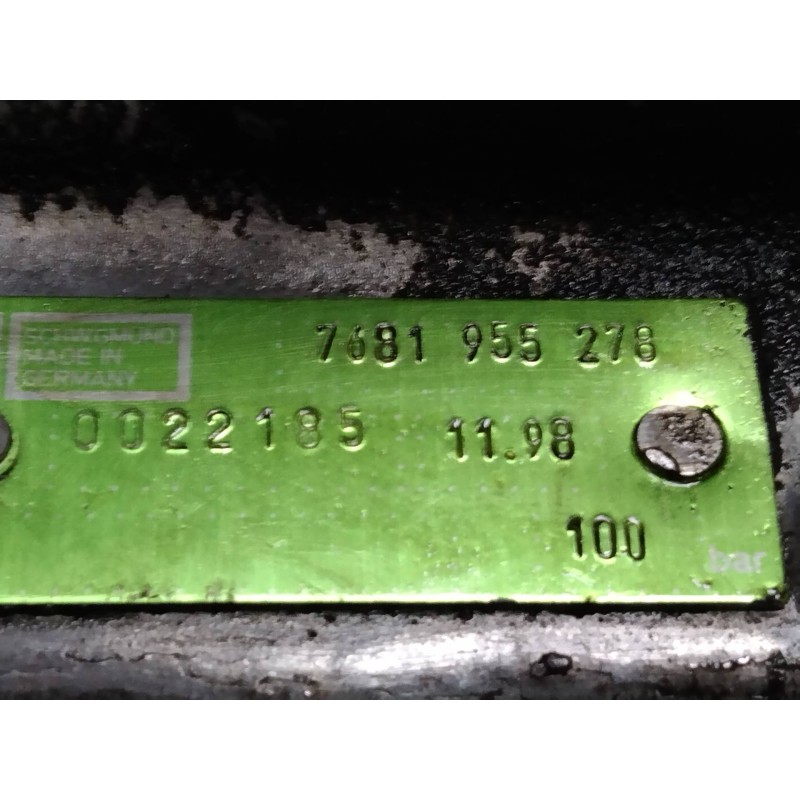 MADE IN
GERMANY
7681 955 278
0022185 11.98
100 bar